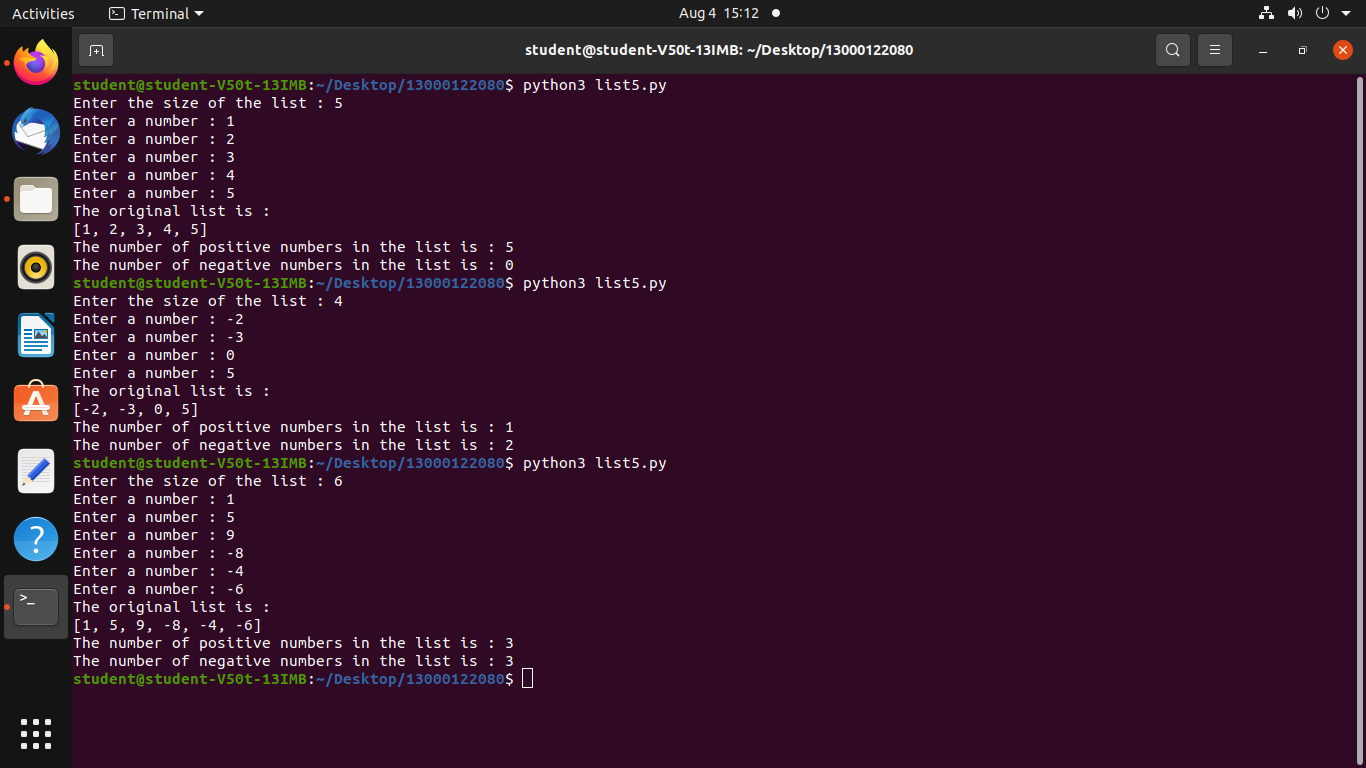 Activities
Terminal
Aug 4 15:12
student@student-V50t-13IMB: ~/Desktop/13000122080
student@student-V50t-13IMB:~/Desktop/13000122080$ python3 list5.py
Enter the size of the list : 5
Enter a number : 1
Enter a number : 2
Enter a number : 3
Enter a number : 4
Enter a number : 5
The original list is :
[1, 2, 3, 4, 5]
The number of positive numbers in the list is : 5
The number of negative numbers in the list is : 0
student@student-V50t-13IMB:~/Desktop/13000122080$ python3 list5.py
Enter the size of the list : 4
Enter a number : -2
Enter a number : -3
Enter a number : 0
Enter a number : 5
The original list is :
[-2, -3, 0, 5]
The number of positive numbers in the list is : 1
The number of negative numbers in the list is : 2
student@student-V50t-13IMB:~/Desktop/13000122080$ python3 list5.py
Enter the size of the list : 6
Enter a number : 1
Enter a number : 5
Enter a number : 9
Enter a number : -8
Enter a number : -4
Enter a number : -6
The original list is :
[1, 5, 9, -8, -4, -6]
The number of positive numbers in the list is : 3
The number of negative numbers in the list is : 3
student@student-V50t-13IMB:~/Desktop/13000122080$